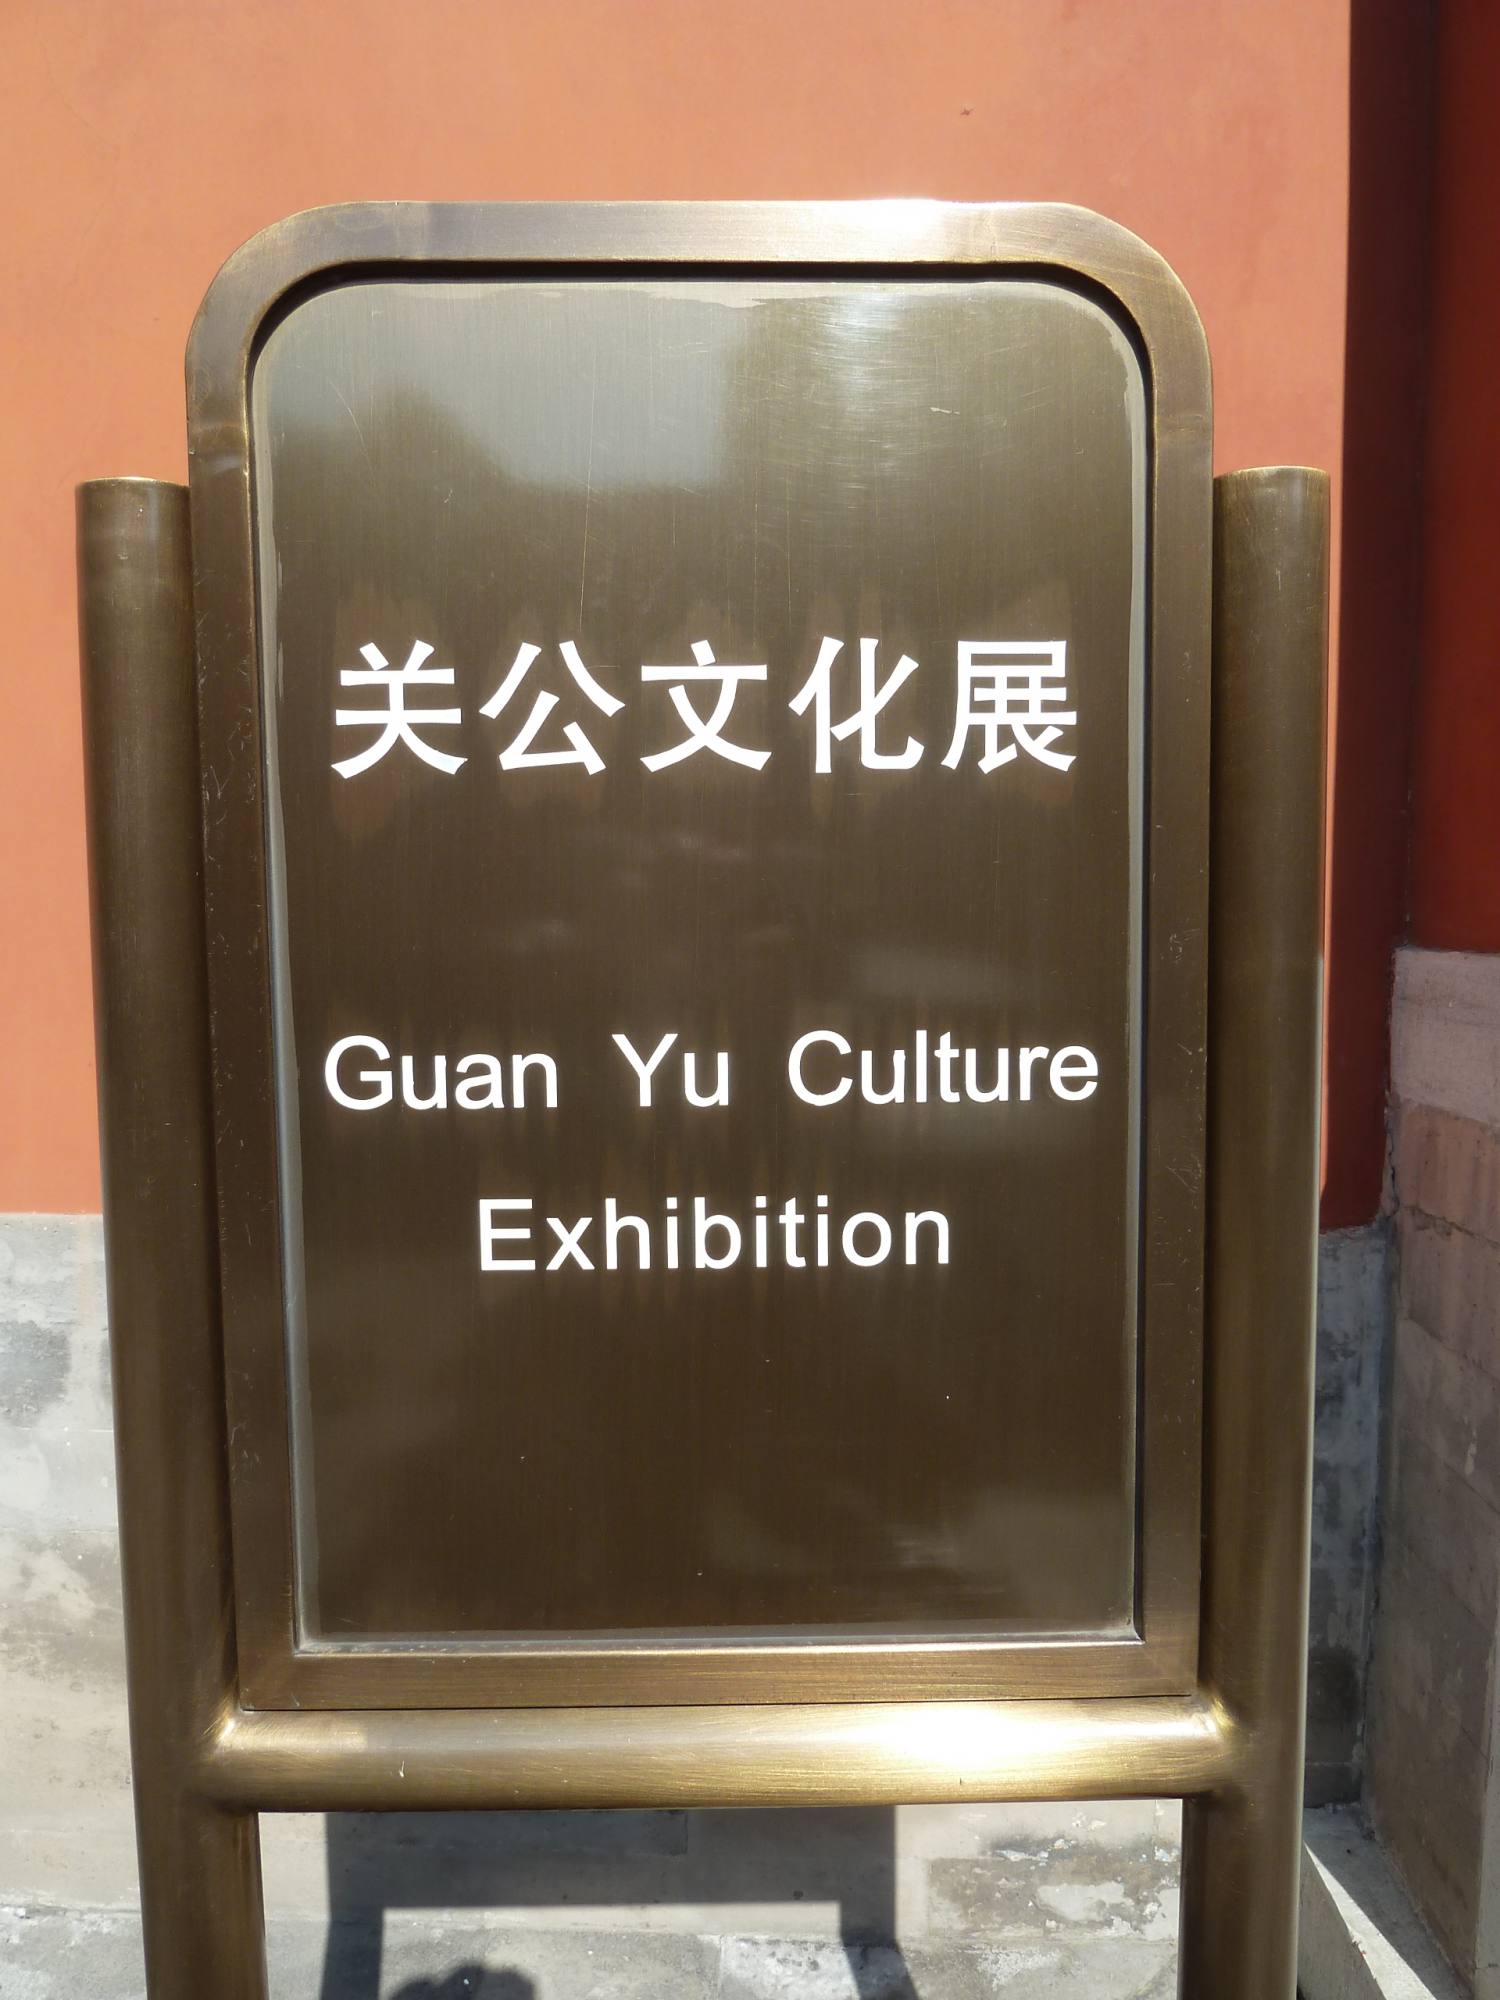 关公文化展
Guan Yu Culture
Exhibition